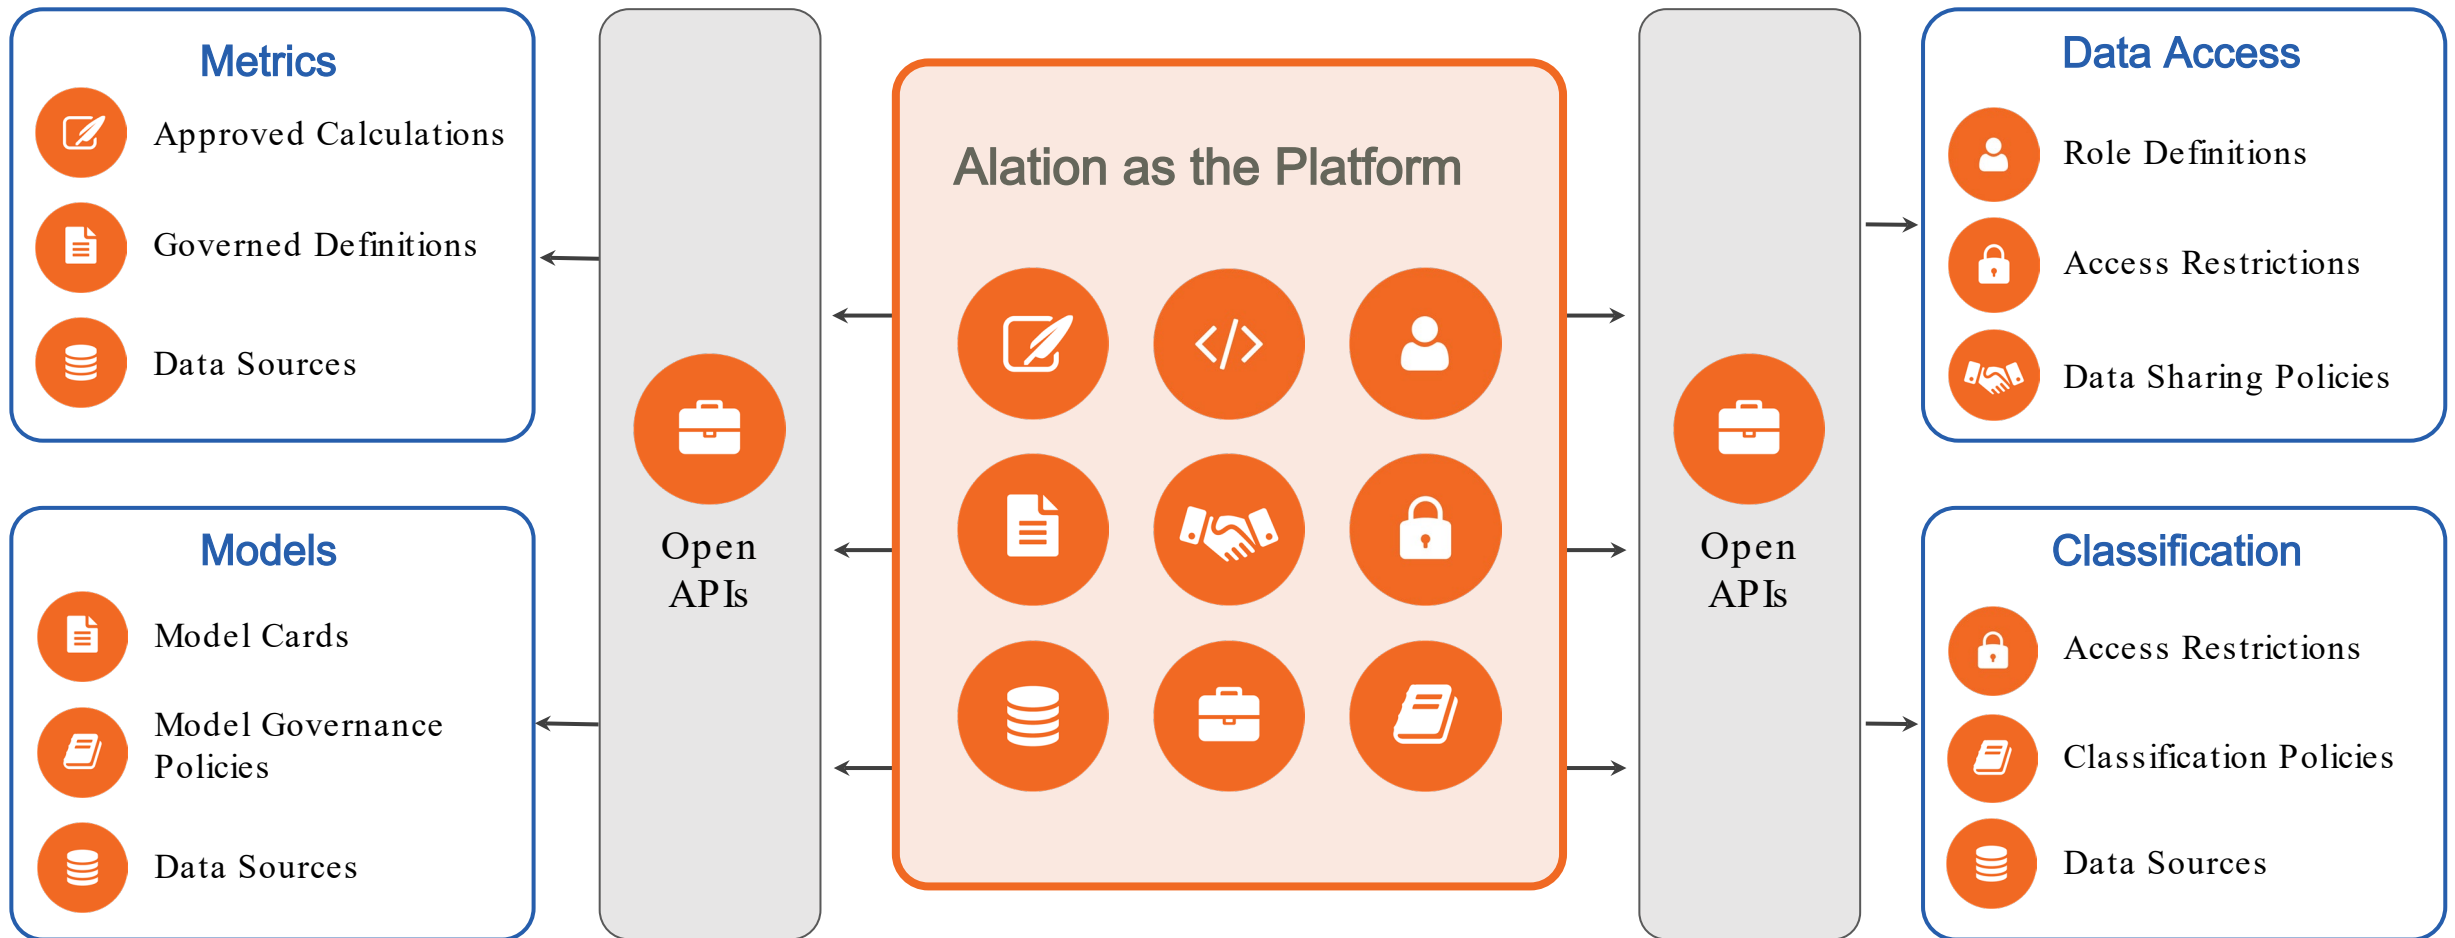 Metrics
Approved Calculations
Governed Definitions
Data Sources
Models
Model Cards
Model Governance
Policies
Data Sources
Open
APIs
Alation as the Platform
Open
APIs
Data Access
Role Definitions
Access Restrictions
Data Sharing Policies
Classification
Access Restrictions
Classification Policies
Data Sources